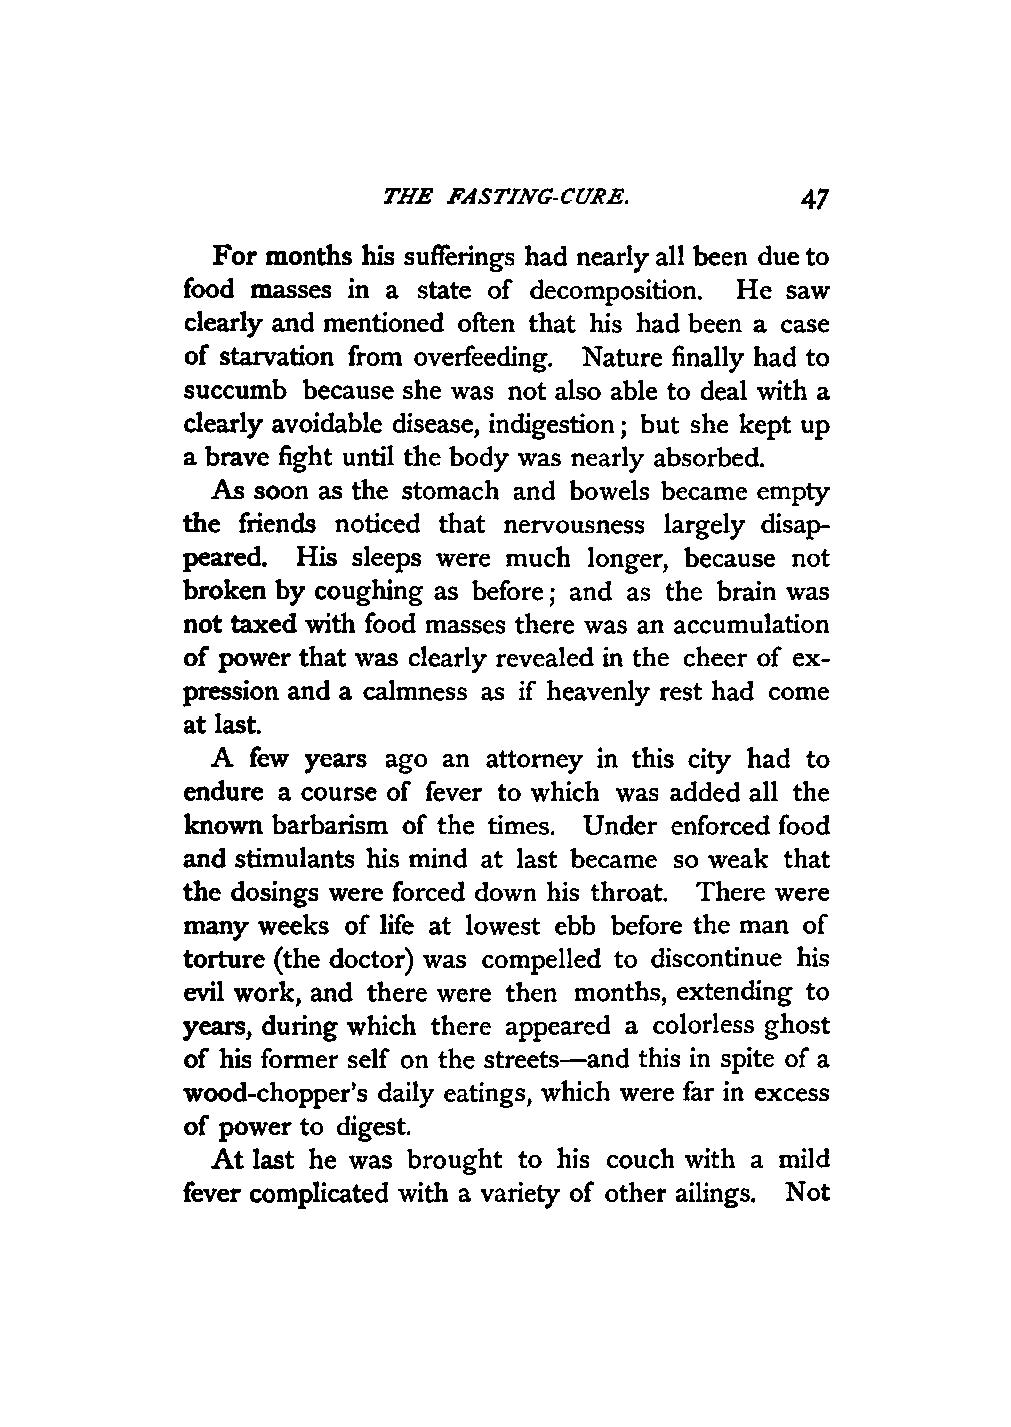 THE FASTING-CURE. 47
For months his sufferings had nearly all been due to
food masses in a state of decomposition. He saw
clearly and mentioned often that his had been a case
of starvation from overfeeding. Nature finally had to
succumb because she was not also able to deal with a
clearly avoidable disease, indigestion; but she kept up
a brave fight until the body was nearly absorbed.
As soon as the stomach and bowels became empty
the friends noticed that nervousness largely disap-
peared. His sleeps were much longer, because not
broken by coughing as before; and as the brain was
not taxed with food masses there was an accumulation
of power that was clearly revealed in the cheer of ex-
pression and a calmness as if heavenly rest had come
at last.
A few years ago an attorney in this city had to
endure a course of fever to which was added all the
known barbarism of the times. Under enforced food
and stimulants his mind at last became so weak that
the dosings were forced down his throat. There were
many weeks of life at lowest ebb before the man of
torture (the doctor) was compelled to discontinue his
evil work, and there were then months, extending to
years, during which there appeared a colorless ghost
of his former self on the streets—and this in spite of a
wood-chopper's daily eatings, which were far in excess
of power to digest.
At last he was brought to his couch with a mild
fever complicated with a variety of other ailings. Not